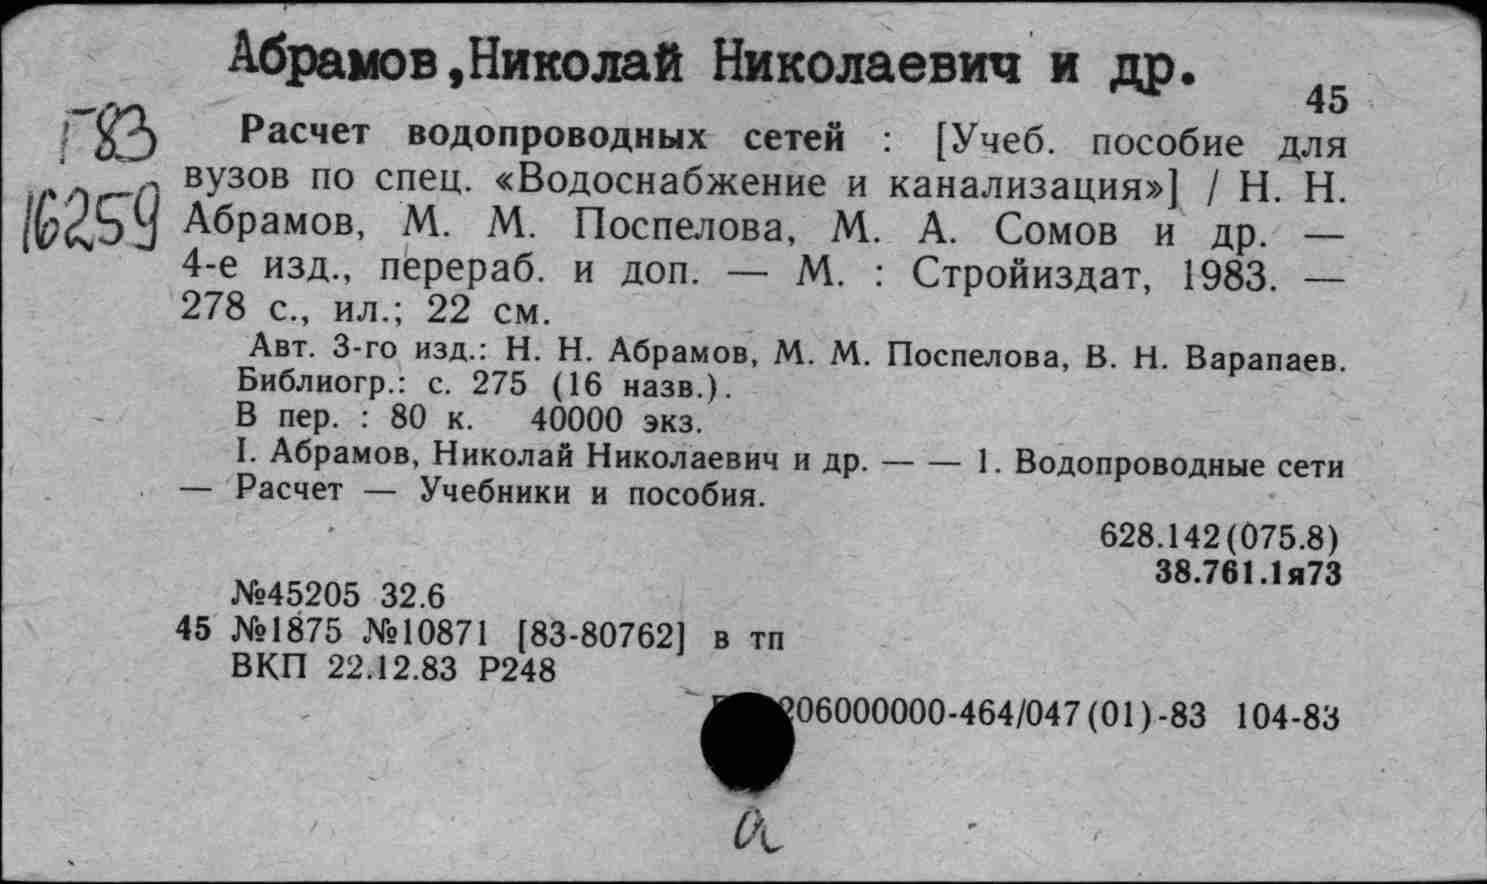 Абрамов,Николай Николаевич и др.
45
Г83
16259
Расчет водопроводных сетей : [Учеб. пособие для
вузов по спец. «Водоснабжение и канализация»] / Н. Н.
Абрамов, М. М. Поспелова, М. А. Сомов и др. —
4-е изд., перераб. и доп. — М. : Стройиздат, 1983. —
278 с., ил.; 22 см.
Авт. 3-го изд.: Н. Н. Абрамов, М. М. Поспелова, В. Н. Варапаев.
Библиогр.: с. 275 (16 назв.).
В пер. : 80 к. 40000 экз.
I. Абрамов, Николай Николаевич и др. — — 1. Водопроводные сети
— Расчет — Учебники и пособия.
628.142(075.8)
38.761.1я73
№45205 32.6
45 №1875 №10871 [83-80762] в тп
ВКП 22.12.83 Р248
206000000-464/047(01)-83 104-83